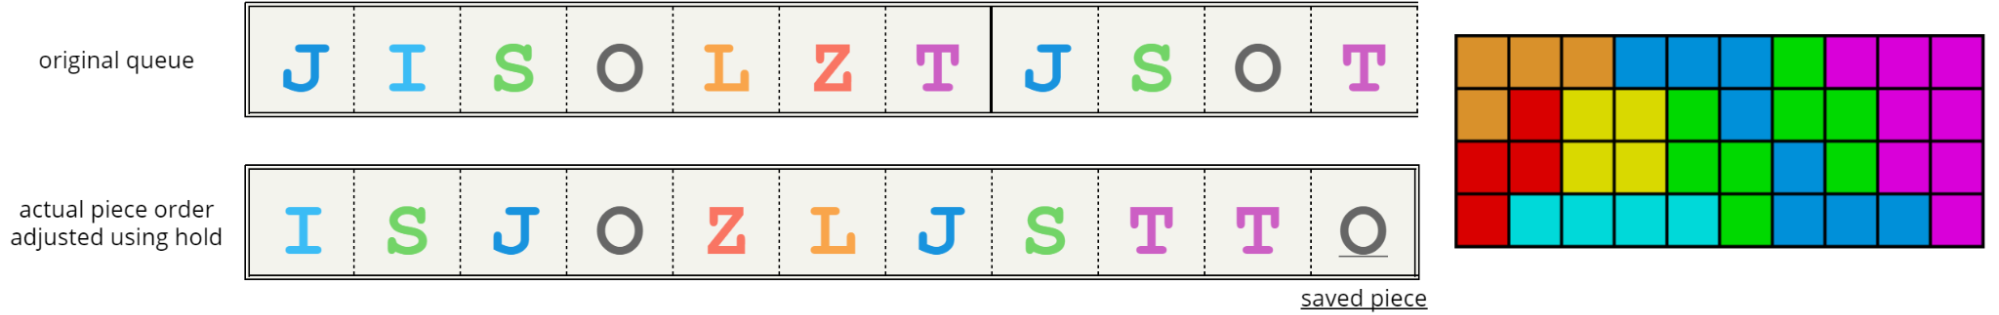 original queue
J I S O L Z T J S O T
actual piece order
adjusted using hold
I S J O Z L J S T T O
saved piece